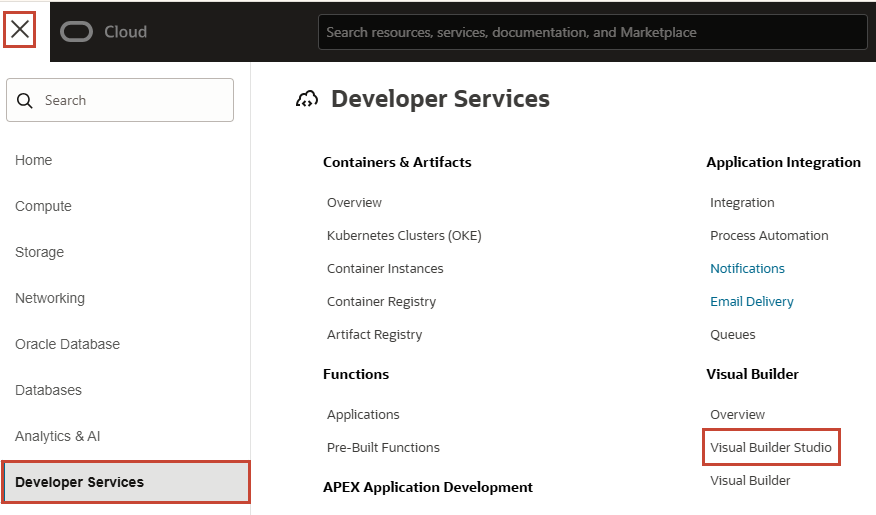 Cloud
Search resources, services, documentation, and Marketplace
Search
Home
Compute
Storage
Networking
Oracle Database
Databases
Analytics & AI
Developer Services
Developer Services
Containers & Artifacts
Overview
Kubernetes Clusters (OKE)
Container Instances
Container Registry
Artifact Registry
Functions
Applications
Pre-Built Functions
APEX Application Development
Application Integration
Integration
Process Automation
Notifications
Email Delivery
Queues
Visual Builder
Overview
Visual Builder Studio
Visual Builder